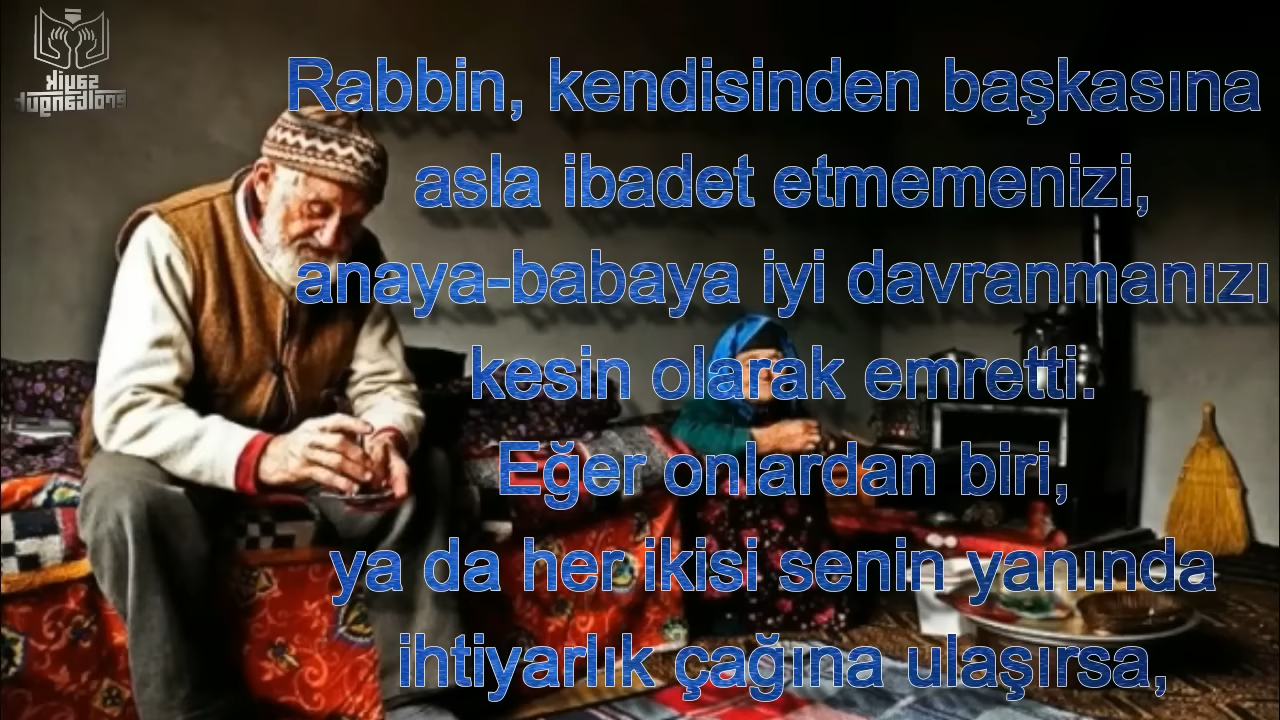 Rabbin, kendisinden başkasına
asla ibadet etmemenizi,
anaya-babaya iyi davranmanızı
kesin olarak emretti.
Eğer onlardan biri,
ya da her ikisi senin yanında
ihtiyarlık çağına ulaşırsa,